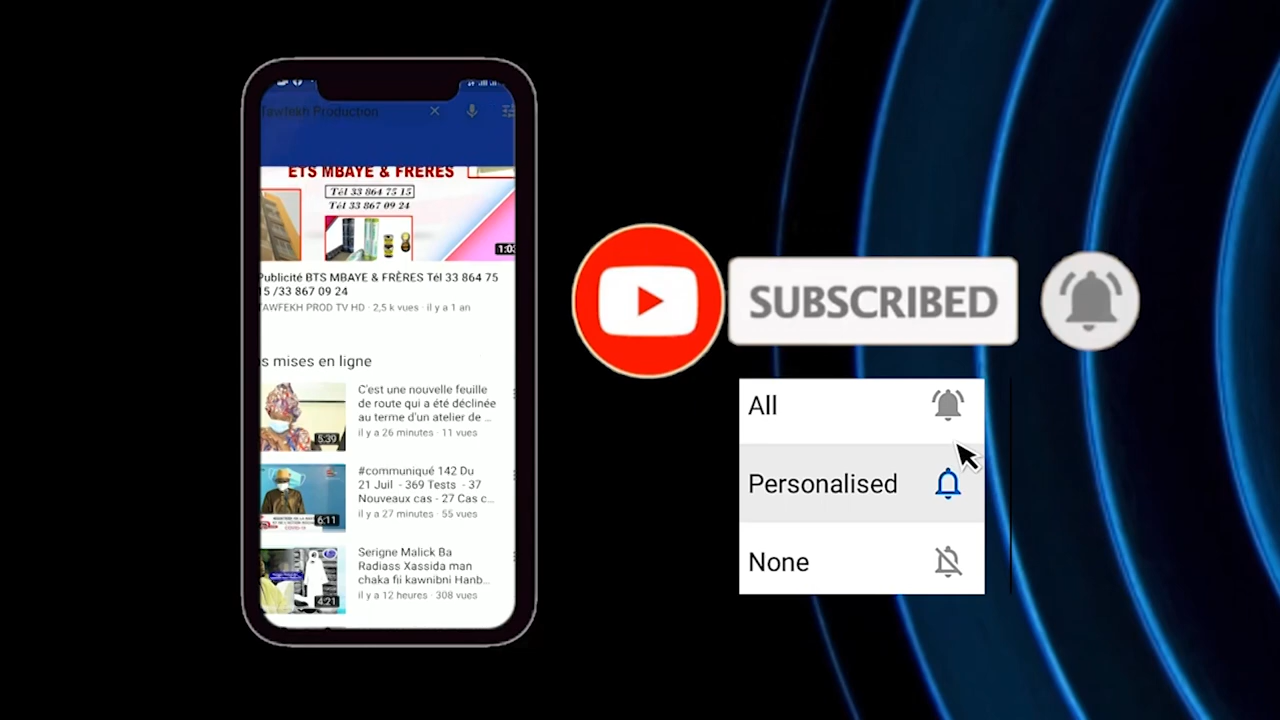 Tawfekh Production
ETS MBAYE & FRERES
Tél 33 864 75 15
Tél 33 867 09 24
1:03
Publicité BTS MBAYE & FRÈRES Tél 33 864 75
15 /33 867 09 24
TAWFEKH PROD TV HD · 2,5 k vues · il y a 1 an
s mises en ligne
C'est une nouvelle feuille
de route qui a été déclinée
au terme d'un atelier de ...
il y a 26 minutes · 11 vues
5:39
#communiqué 142 Du
21 Juil - 369 Tests - 37
Nouveaux cas - 27 Cas c...
il y a 27 minutes · 55 vues
6:11
Serigne Malick Ba
Radiass Xassida man
chaka fii kawnibni Hanb...
il y a 12 heures · 308 vues
4:21
SUBSCRIBED
All
Personalised
None